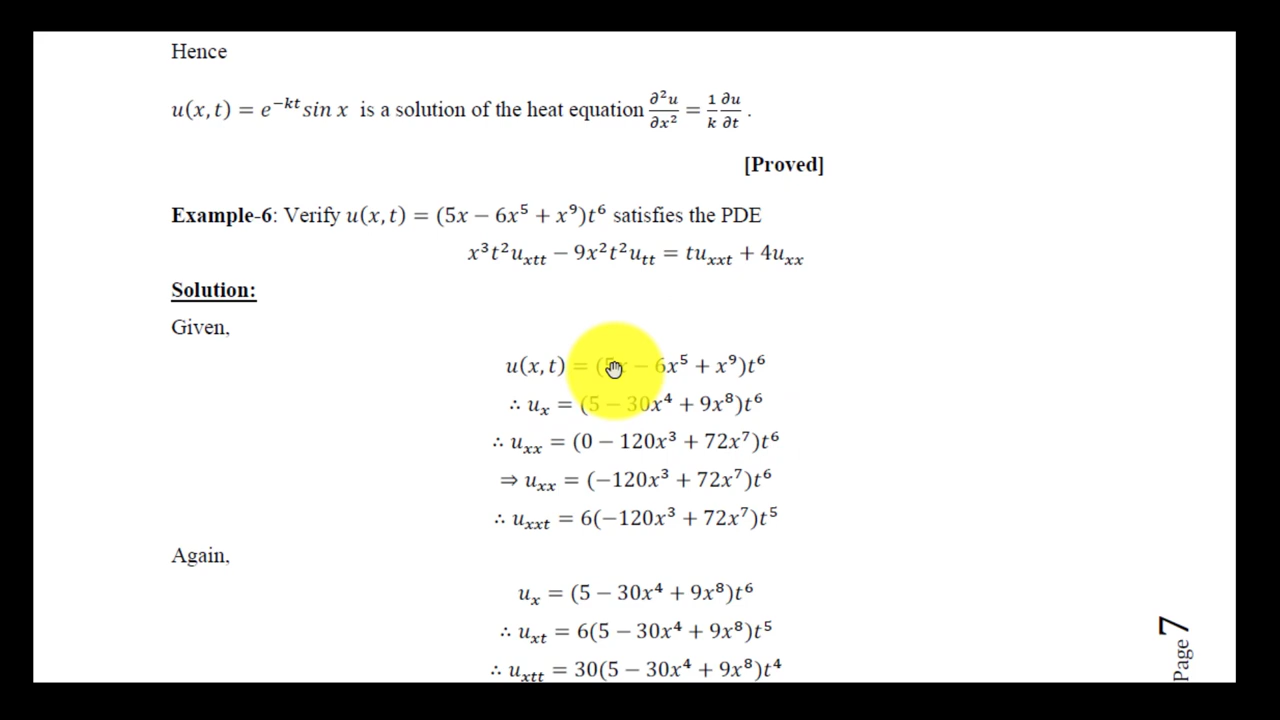 Hence
u(x, t) = e^{−kt} sin x is a solution of the heat equation ∂²u/∂x² = 1/k ∂u/∂t .
[Proved]
Example-6: Verify u(x, t) = (5x − 6x⁵ + x⁹)t⁶ satisfies the PDE
x³t²u_{xtt} − 9x²t²u_{tt} = tu_{xxt} + 4u_{xx}
Solution:
Given,
u(x, t) = (5x − 6x⁵ + x⁹)t⁶
∴ u_x = (5 − 30x⁴ + 9x⁸)t⁶
∴ u_{xx} = (0 − 120x³ + 72x⁷)t⁶
⇒ u_{xx} = (−120x³ + 72x⁷)t⁶
∴ u_{xxt} = 6(−120x³ + 72x⁷)t⁵
Again,
u_x = (5 − 30x⁴ + 9x⁸)t⁶
∴ u_{xt} = 6(5 − 30x⁴ + 9x⁸)t⁵
∴ u_{xtt} = 30(5 − 30x⁴ + 9x⁸)t⁴
Page 7